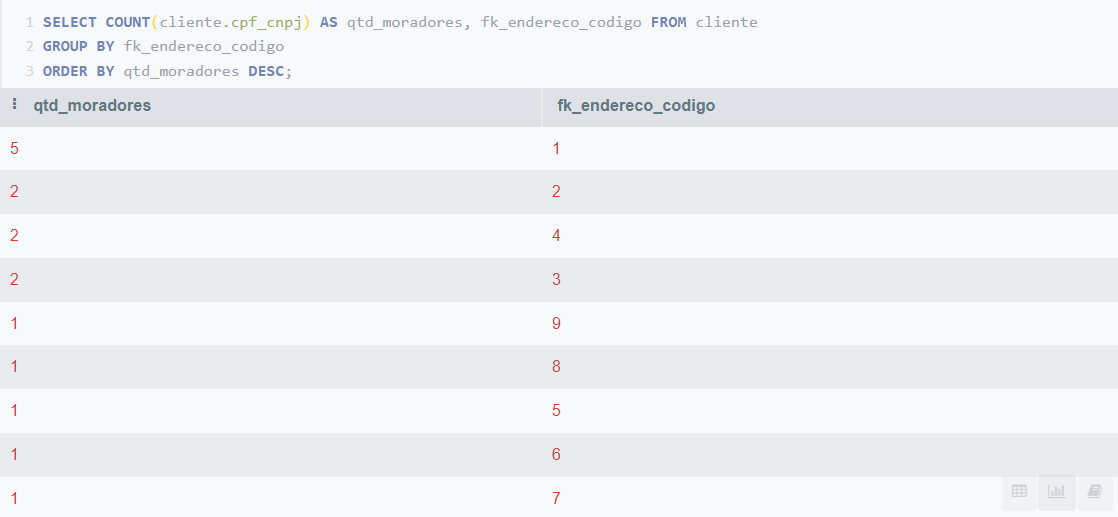 1 SELECT COUNT(cliente.cpf_cnpj) AS qtd_moradores, fk_endereco_codigo FROM cliente
2 GROUP BY fk_endereco_codigo
3 ORDER BY qtd_moradores DESC;
qtd_moradores fk_endereco_codigo
5 1
2 2
2 4
2 3
1 9
1 8
1 5
1 6
1 7